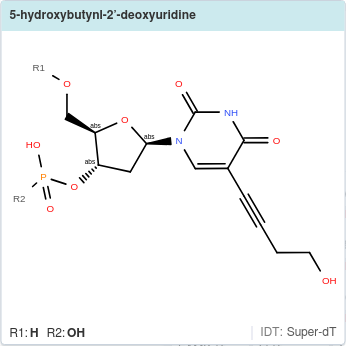 5-hydroxybutynl-2’-deoxyuridine
R1
O
O
O
NH
N
O
abs
abs
abs
HO
P
O
R2
O
OH
R1: H R2: OH
IDT: Super-dT